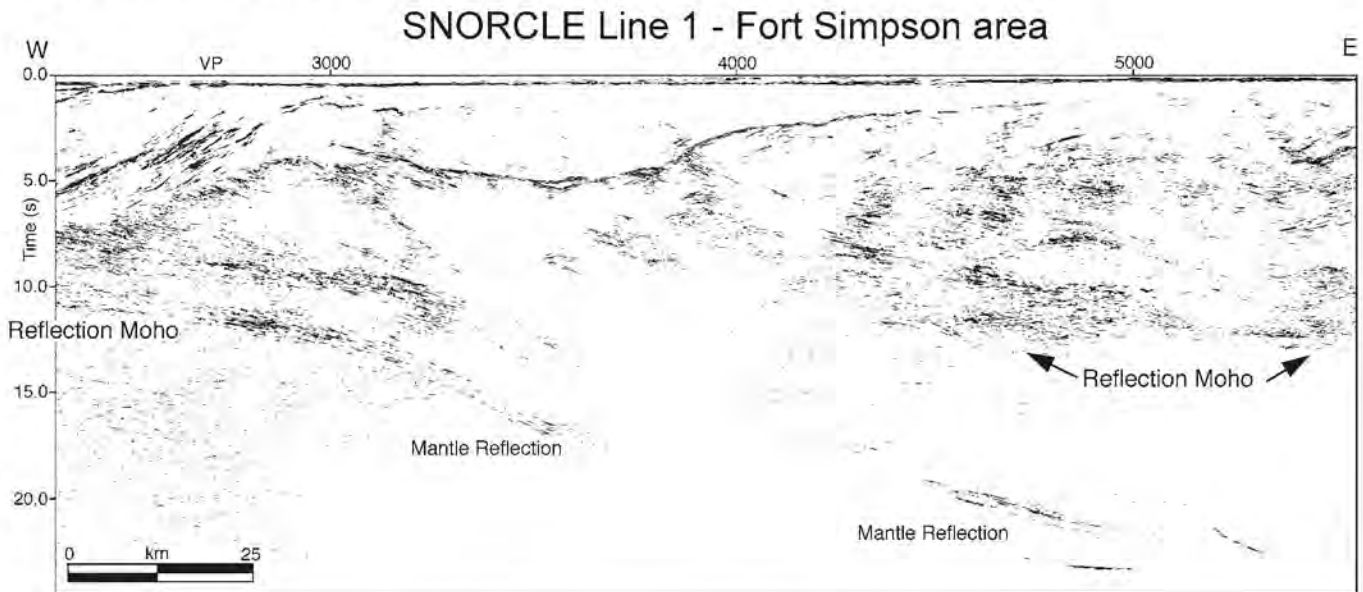 SNORCLE Line 1 - Fort Simpson area
W
E
VP
3000
4000
5000
0.0
5.0
Time (s)
10.0
Reflection Moho
15.0
Reflection Moho
Mantle Reflection
20.0
Mantle Reflection
0 km 25